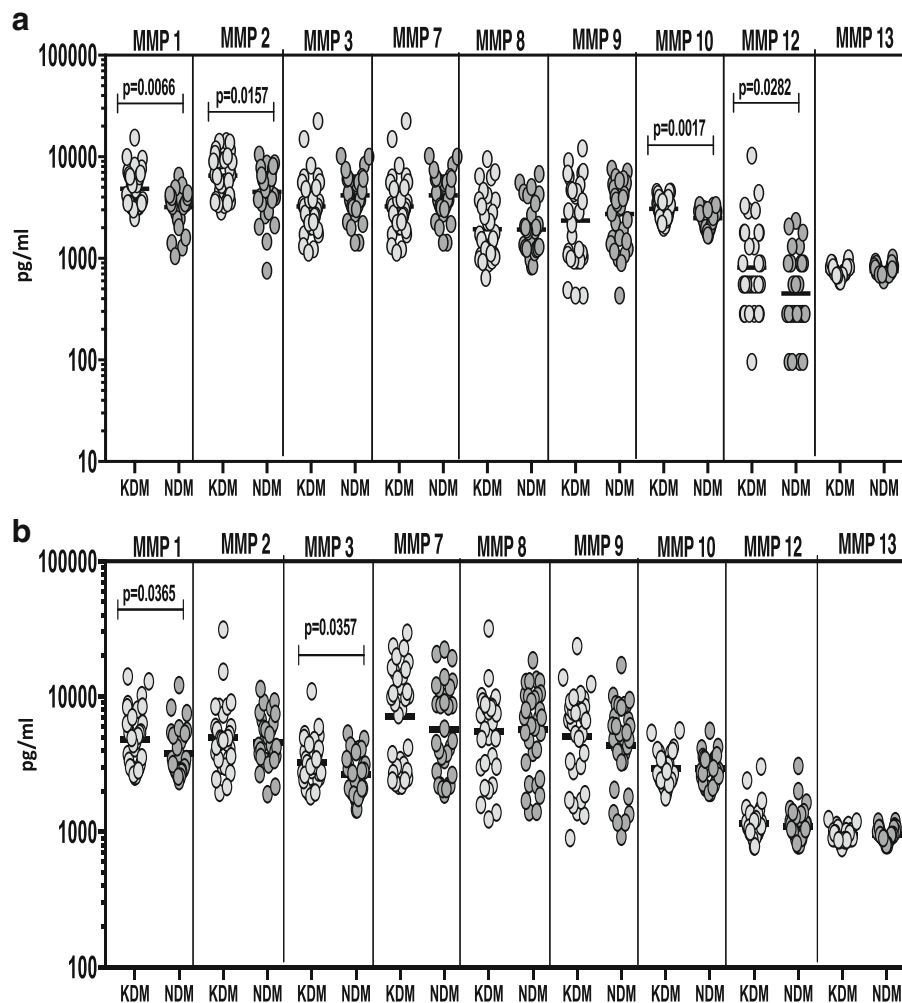 a
MMP 1 MMP 2 MMP 3 MMP 7 MMP 8 MMP 9 MMP 10 MMP 12 MMP 13
100000
p=0.0066 p=0.0157 p=0.0017 p=0.0282
10000
1000
100
10
pg/ml
KDM NDM KDM NDM KDM NDM KDM NDM KDM NDM KDM NDM KDM NDM KDM NDM KDM NDM
b
MMP 1 MMP 2 MMP 3 MMP 7 MMP 8 MMP 9 MMP 10 MMP 12 MMP 13
100000
p=0.0365 p=0.0357
10000
1000
100
pg/ml
KDM NDM KDM NDM KDM NDM KDM NDM KDM NDM KDM NDM KDM NDM KDM NDM KDM NDM